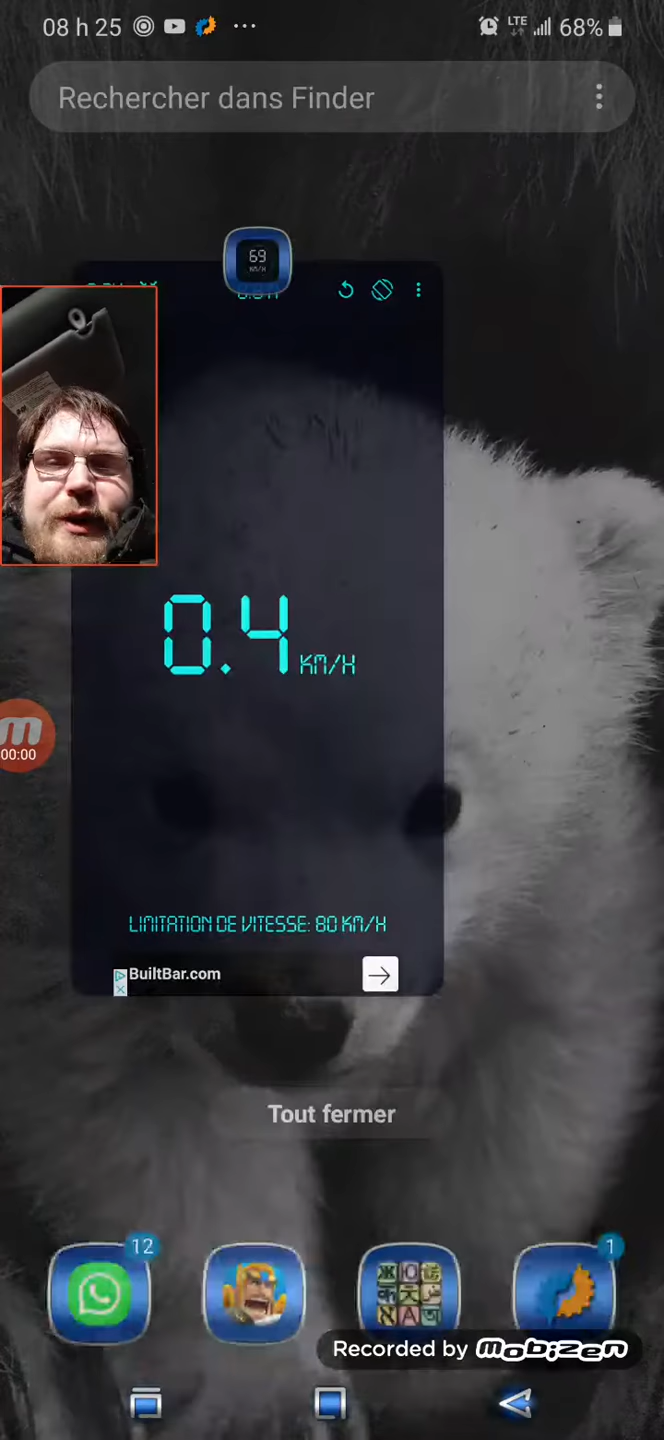 08 h 25
LTE
68%
Rechercher dans Finder
69
KM/H
0.4 KM/H
00:00
LIMITATION DE VITESSE: 80 KM/H
BuiltBar.com
Tout fermer
12
1
Recorded by MOBIZEN